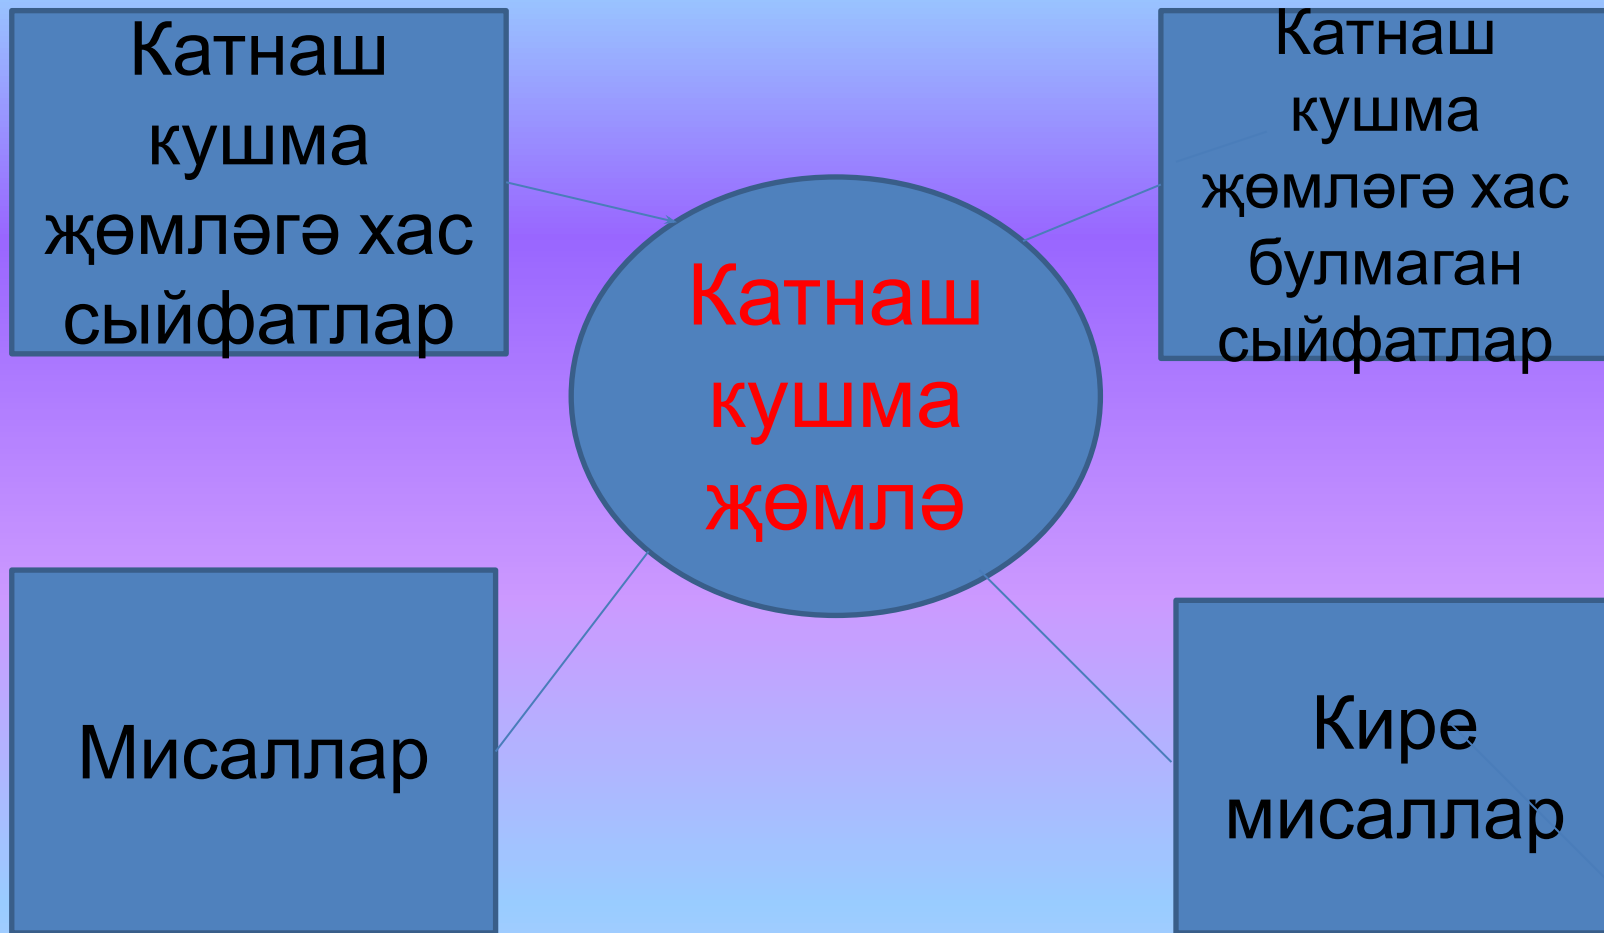 Катнаш
кушма
җөмләгә хас
сыйфатлар
Катнаш
кушма
җөмләгә хас
булмаган
сыйфатлар
Катнаш
кушма
җөмлә
Мисаллар
Кире
мисаллар